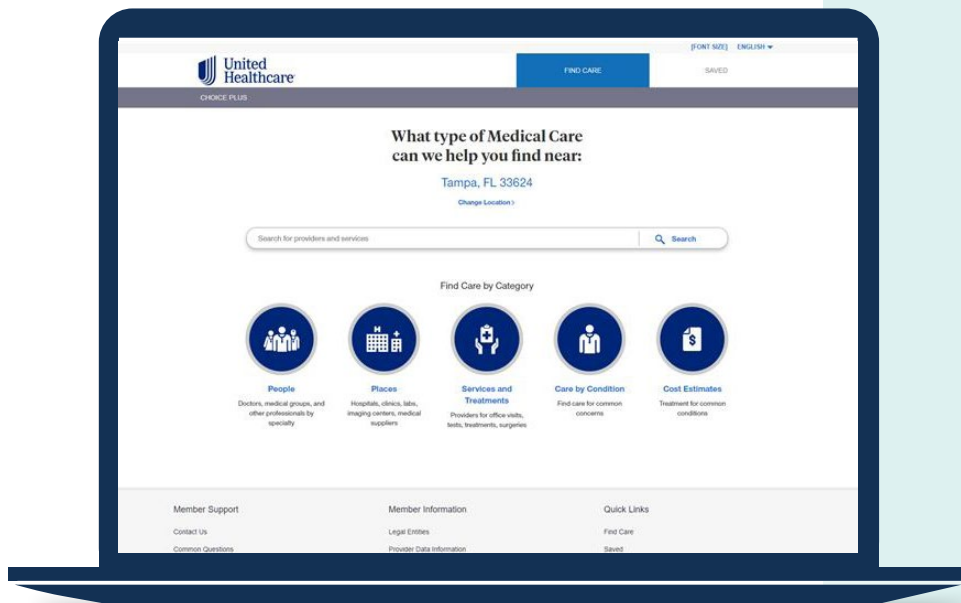 [FONT SIZE] ENGLISH
United
Healthcare
FIND CARE
SAVED
CHOICE PLUS
What type of Medical Care
can we help you find near:
Tampa, FL 33624
Change Location >
Search for providers and services
Search
Find Care by Category
H
People
Doctors, medical groups, and
other professionals by
specialty
Places
Hospitals, clinics, labs,
imaging centers, medical
suppliers
Services and
Treatments
Providers for office visits,
tests, treatments, surgeries
Care by Condition
Find care for common
concerns
$
Cost Estimates
Treatment for common
conditions
Member Support
Contact Us
Common Questions
Member Information
Legal Entities
Provider Data Information
Quick Links
Find Care
Saved